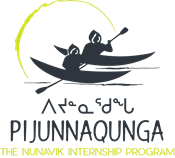 ᐱᔪᓐᓇᖁᖓ
PIJUNNAQUNGA
THE NUNAVIK INTERNSHIP PROGRAM